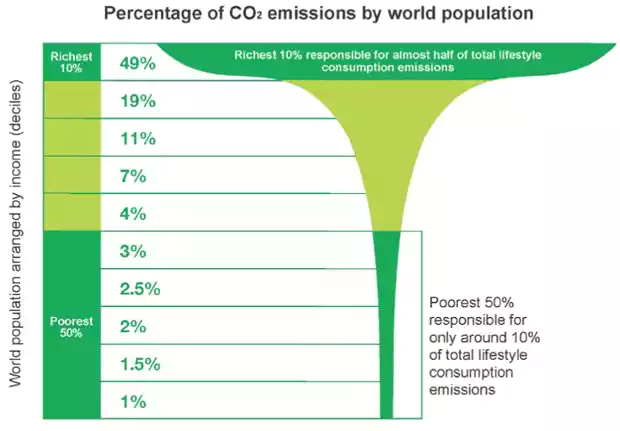 Percentage of CO₂ emissions by world population
World population arranged by income (deciles)
Richest
10%
49%
Richest 10% responsible for almost half of total lifestyle
consumption emissions
19%
11%
7%
4%
Poorest
50%
3%
2.5%
2%
1.5%
1%
Poorest 50%
responsible for
only around 10%
of total lifestyle
consumption
emissions